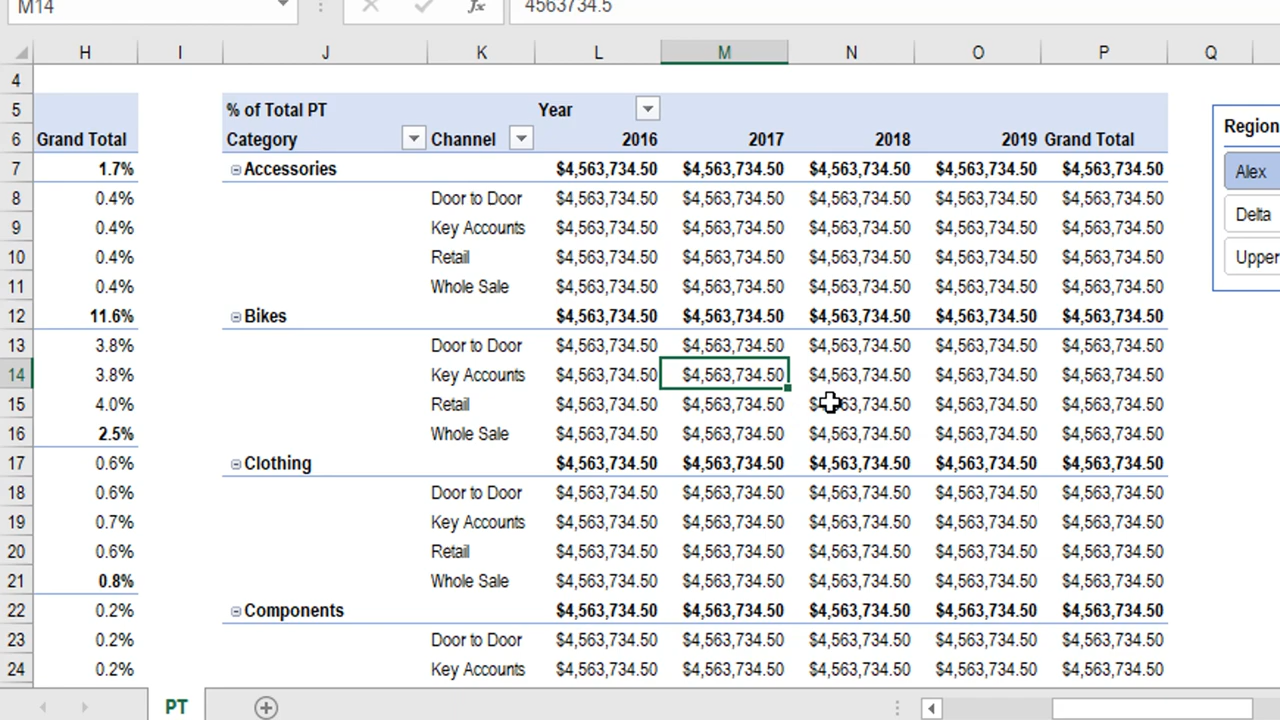 M14 fx 4563734.5
H I J K L M N O P Q
4
5 % of Total PT Year
6 Grand Total Category Channel 2016 2017 2018 2019 Grand Total
7 1.7% Accessories $4,563,734.50 $4,563,734.50 $4,563,734.50 $4,563,734.50 $4,563,734.50
8 0.4% Door to Door $4,563,734.50 $4,563,734.50 $4,563,734.50 $4,563,734.50 $4,563,734.50
9 0.4% Key Accounts $4,563,734.50 $4,563,734.50 $4,563,734.50 $4,563,734.50 $4,563,734.50
10 0.4% Retail $4,563,734.50 $4,563,734.50 $4,563,734.50 $4,563,734.50 $4,563,734.50
11 0.4% Whole Sale $4,563,734.50 $4,563,734.50 $4,563,734.50 $4,563,734.50 $4,563,734.50
12 11.6% Bikes $4,563,734.50 $4,563,734.50 $4,563,734.50 $4,563,734.50 $4,563,734.50
13 3.8% Door to Door $4,563,734.50 $4,563,734.50 $4,563,734.50 $4,563,734.50 $4,563,734.50
14 3.8% Key Accounts $4,563,734.50 $4,563,734.50 $4,563,734.50 $4,563,734.50 $4,563,734.50
15 4.0% Retail $4,563,734.50 $4,563,734.50 $4,563,734.50 $4,563,734.50
16 2.5% Whole Sale $4,563,734.50 $4,563,734.50 $4,563,734.50 $4,563,734.50 $4,563,734.50
17 0.6% Clothing $4,563,734.50 $4,563,734.50 $4,563,734.50 $4,563,734.50 $4,563,734.50
18 0.6% Door to Door $4,563,734.50 $4,563,734.50 $4,563,734.50 $4,563,734.50 $4,563,734.50
19 0.7% Key Accounts $4,563,734.50 $4,563,734.50 $4,563,734.50 $4,563,734.50 $4,563,734.50
20 0.6% Retail $4,563,734.50 $4,563,734.50 $4,563,734.50 $4,563,734.50 $4,563,734.50
21 0.8% Whole Sale $4,563,734.50 $4,563,734.50 $4,563,734.50 $4,563,734.50 $4,563,734.50
22 0.2% Components $4,563,734.50 $4,563,734.50 $4,563,734.50 $4,563,734.50 $4,563,734.50
23 0.2% Door to Door $4,563,734.50 $4,563,734.50 $4,563,734.50 $4,563,734.50 $4,563,734.50
24 0.2% Key Accounts $4,563,734.50 $4,563,734.50 $4,563,734.50 $4,563,734.50 $4,563,734.50
Region
Alex
Delta
Upper
PT